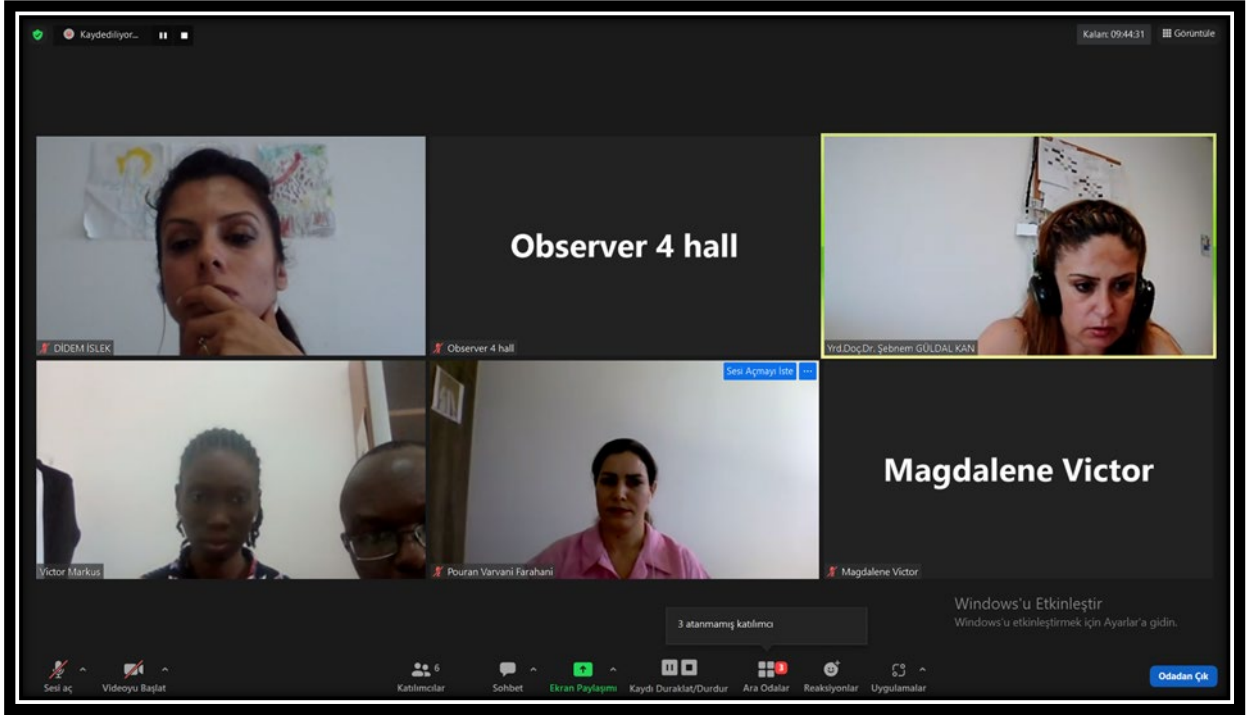 Kaydediliyor...
Kalan: 09:44:31
Görüntüle
Observer 4 hall
DİDEM İSLEK
Observer 4 hall
Yrd.Doç.Dr. Şebnem GÜLDAL KAN
Sesi Açmayı İste
Magdalene Victor
Victor Markus
Pouran Varvani Farahani
Magdalene Victor
Windows'u Etkinleştir
Windows'u etkinleştirmek için Ayarlar'a gidin.
3 atanmamış katılımcı
6
3
Sesi aç
Videoyu Başlat
Katılımcılar
Sohbet
Ekran Paylaşımı
Kaydı Duraklat/Durdur
Ara Odalar
Reaksiyonlar
Uygulamalar
Odadan Çık